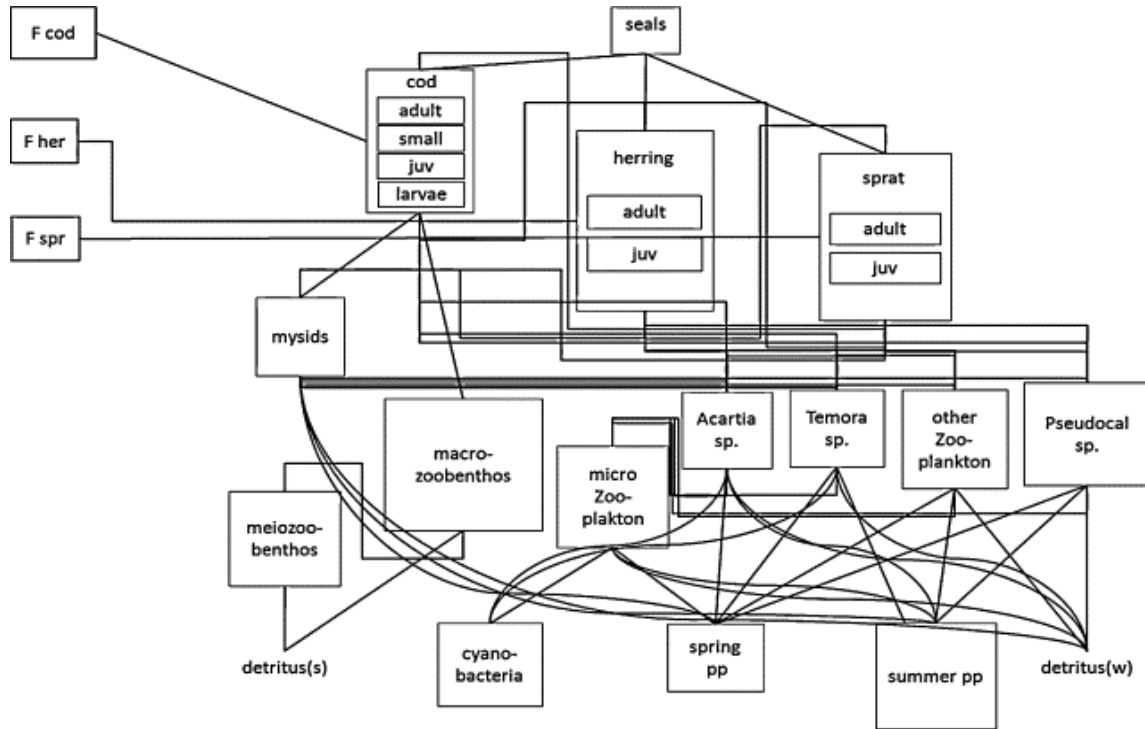 F cod
seals
cod
adult
small
juv
larvae
F her
herring
adult
juv
sprat
adult
juv
F spr
mysids
macro-
zoobenthos
Acartia
sp.
Temora
sp.
other
Zoo-
plankton
Pseudocal
sp.
micro
Zoo-
plakton
meiozoo-
benthos
detritus(s)
cyano-
bacteria
spring
pp
summer pp
detritus(w)